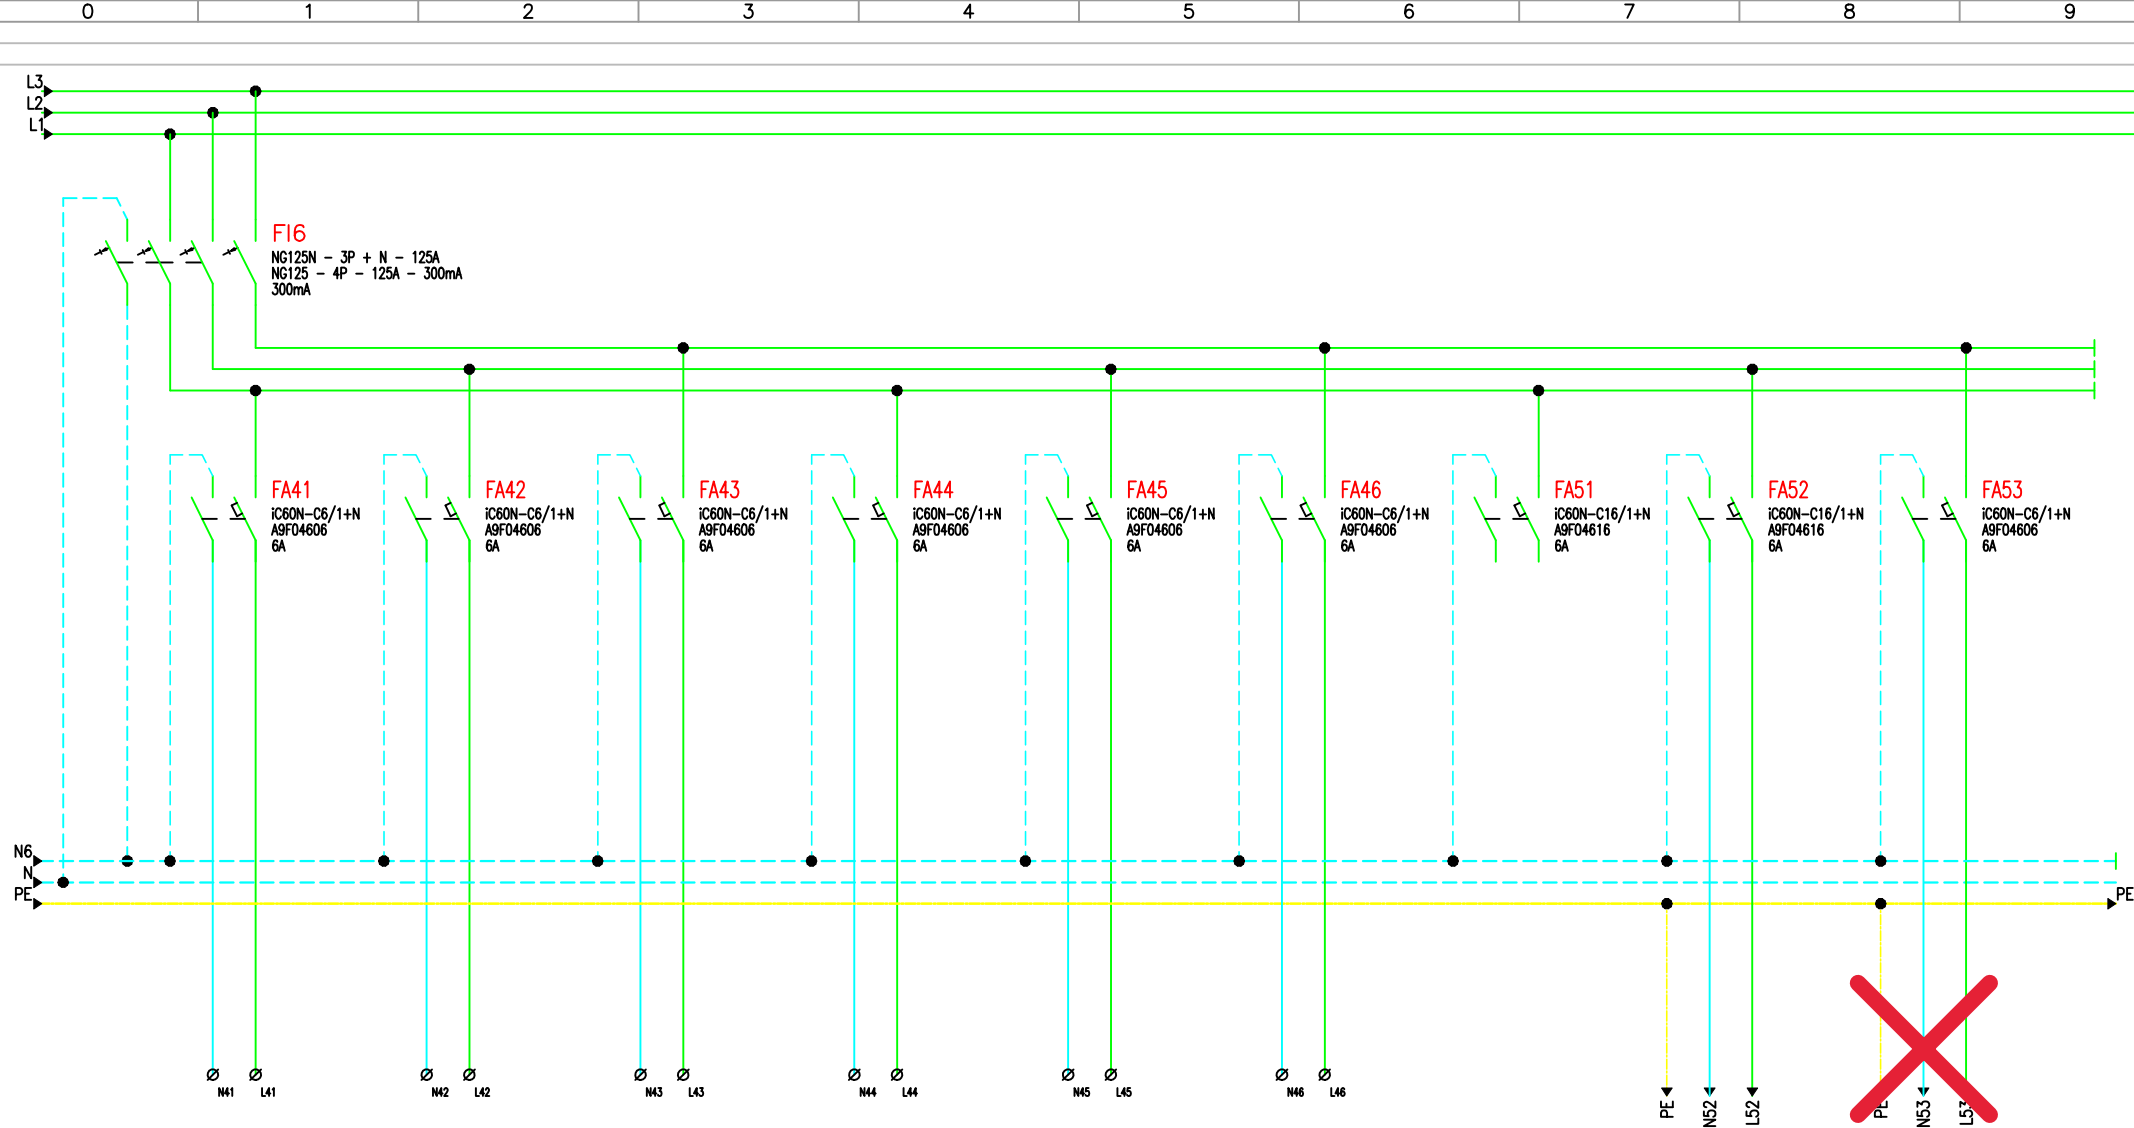 0 1 2 3 4 5 6 7 8 9
L3
L2
L1
FI6
NG125N - 3P + N - 125A
NG125 - 4P - 125A - 300mA
300mA
FA41
iC60N-C6/1+N
A9F04606
6A
FA42
iC60N-C6/1+N
A9F04606
6A
FA43
iC60N-C6/1+N
A9F04606
6A
FA44
iC60N-C6/1+N
A9F04606
6A
FA45
iC60N-C6/1+N
A9F04606
6A
FA46
iC60N-C6/1+N
A9F04606
6A
FA51
iC60N-C16/1+N
A9F04616
6A
FA52
iC60N-C16/1+N
A9F04616
6A
FA53
iC60N-C6/1+N
A9F04606
6A
N6
N
PE
PE
N41 L41
N42 L42
N43 L43
N44 L44
N45 L45
N46 L46
PE
N52
L52
PE
N53
L53